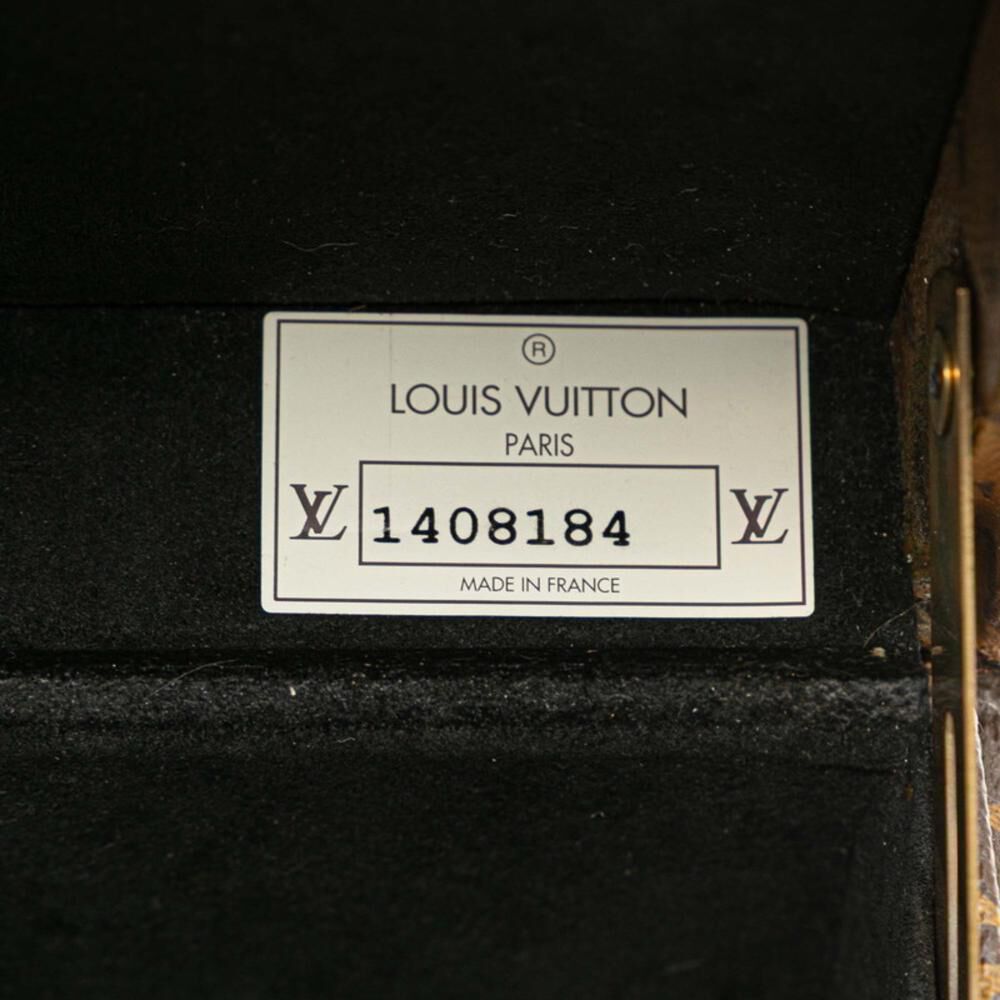 ®
LOUIS VUITTON
PARIS
LV 1408184 LV
MADE IN FRANCE